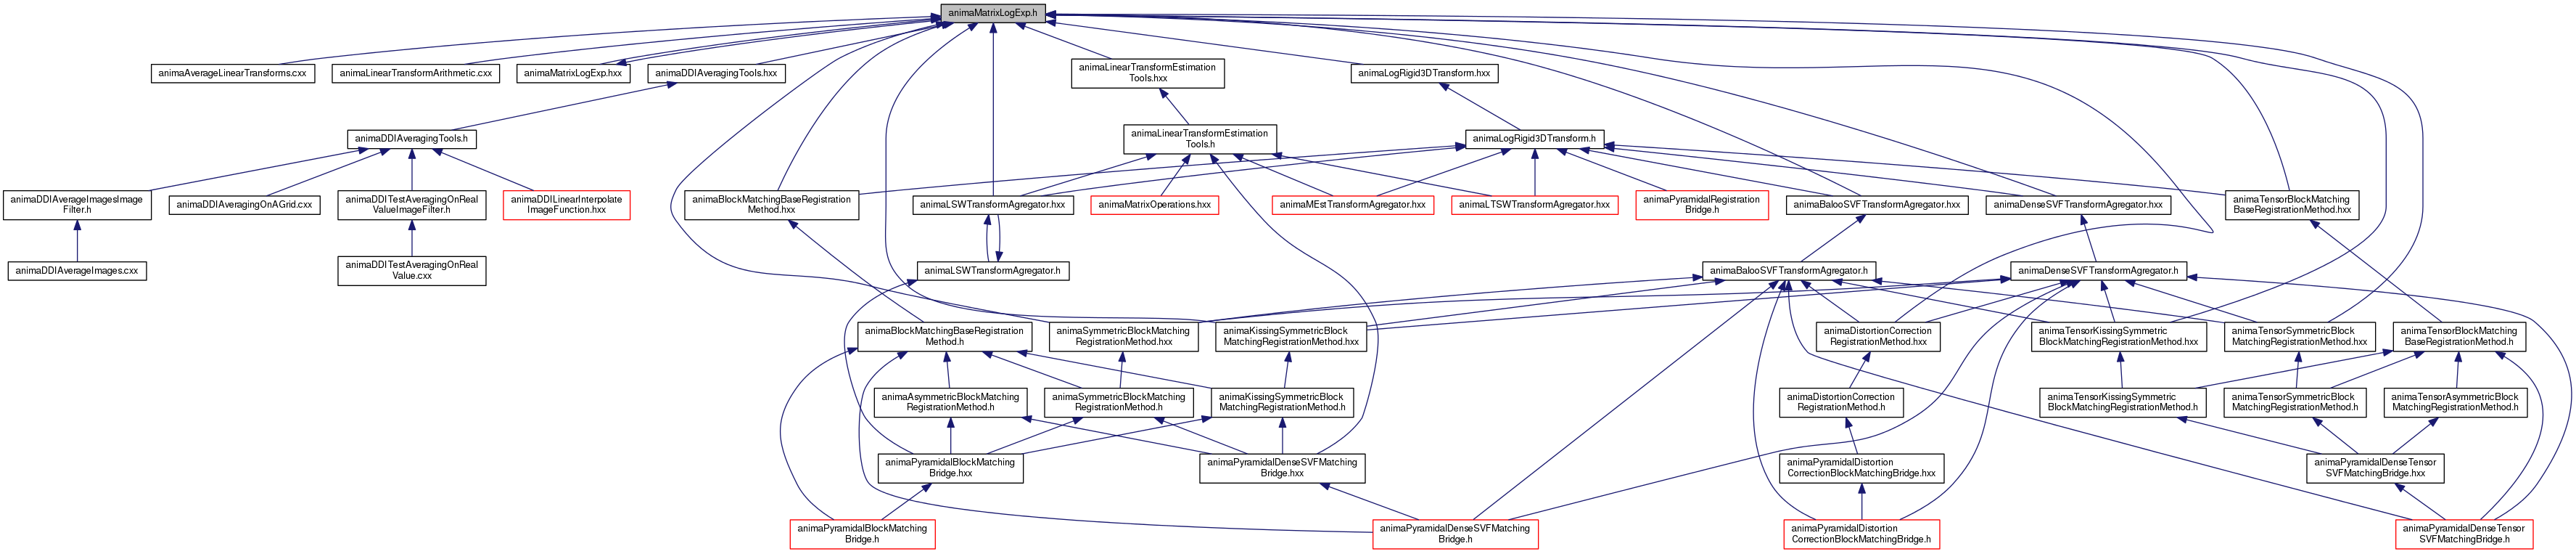 animaMatrixLogExp.h
animaAverageLinearTransforms.cxx
animaLinearTransformArithmetic.cxx
animaMatrixLogExp.hxx
animaDDIAveragingTools.hxx
animaLinearTransformEstimation
Tools.hxx
animaLogRigid3DTransform.hxx
animaDDIAveragingTools.h
animaLinearTransformEstimation
Tools.h
animaLogRigid3DTransform.h
animaDDIAverageImagesImage
Filter.h
animaDDIAveragingOnAGrid.cxx
animaDDITestAveragingOnReal
ValueImageFilter.h
animaDDILinearInterpolate
ImageFunction.hxx
animaBlockMatchingBaseRegistration
Method.hxx
animaLSWTransformAgregator.hxx
animaMatrixOperations.hxx
animaMEstTransformAgregator.hxx
animaLTSWTransformAgregator.hxx
animaPyramidalRegistration
Bridge.h
animaBalooSVFTransformAgregator.hxx
animaDenseSVFTransformAgregator.hxx
animaTensorBlockMatching
BaseRegistrationMethod.hxx
animaDDIAverageImages.cxx
animaDDITestAveragingOnReal
Value.cxx
animaLSWTransformAgregator.h
animaBalooSVFTransformAgregator.h
animaDenseSVFTransformAgregator.h
animaBlockMatchingBaseRegistration
Method.h
animaSymmetricBlockMatching
RegistrationMethod.hxx
animaKissingSymmetricBlock
MatchingRegistrationMethod.hxx
animaDistortionCorrection
RegistrationMethod.hxx
animaTensorKissingSymmetric
BlockMatchingRegistrationMethod.hxx
animaTensorSymmetricBlock
MatchingRegistrationMethod.hxx
animaTensorBlockMatching
BaseRegistrationMethod.h
animaAsymmetricBlockMatching
RegistrationMethod.h
animaSymmetricBlockMatching
RegistrationMethod.h
animaKissingSymmetricBlock
MatchingRegistrationMethod.h
animaDistortionCorrection
RegistrationMethod.h
animaTensorKissingSymmetric
BlockMatchingRegistrationMethod.h
animaTensorSymmetricBlock
MatchingRegistrationMethod.h
animaTensorAsymmetricBlock
MatchingRegistrationMethod.h
animaPyramidalBlockMatching
Bridge.hxx
animaPyramidalDenseSVFMatching
Bridge.hxx
animaPyramidalDistortion
CorrectionBlockMatchingBridge.hxx
animaPyramidalDenseTensor
SVFMatchingBridge.hxx
animaPyramidalBlockMatching
Bridge.h
animaPyramidalDenseSVFMatching
Bridge.h
animaPyramidalDistortion
CorrectionBlockMatchingBridge.h
animaPyramidalDenseTensor
SVFMatchingBridge.h